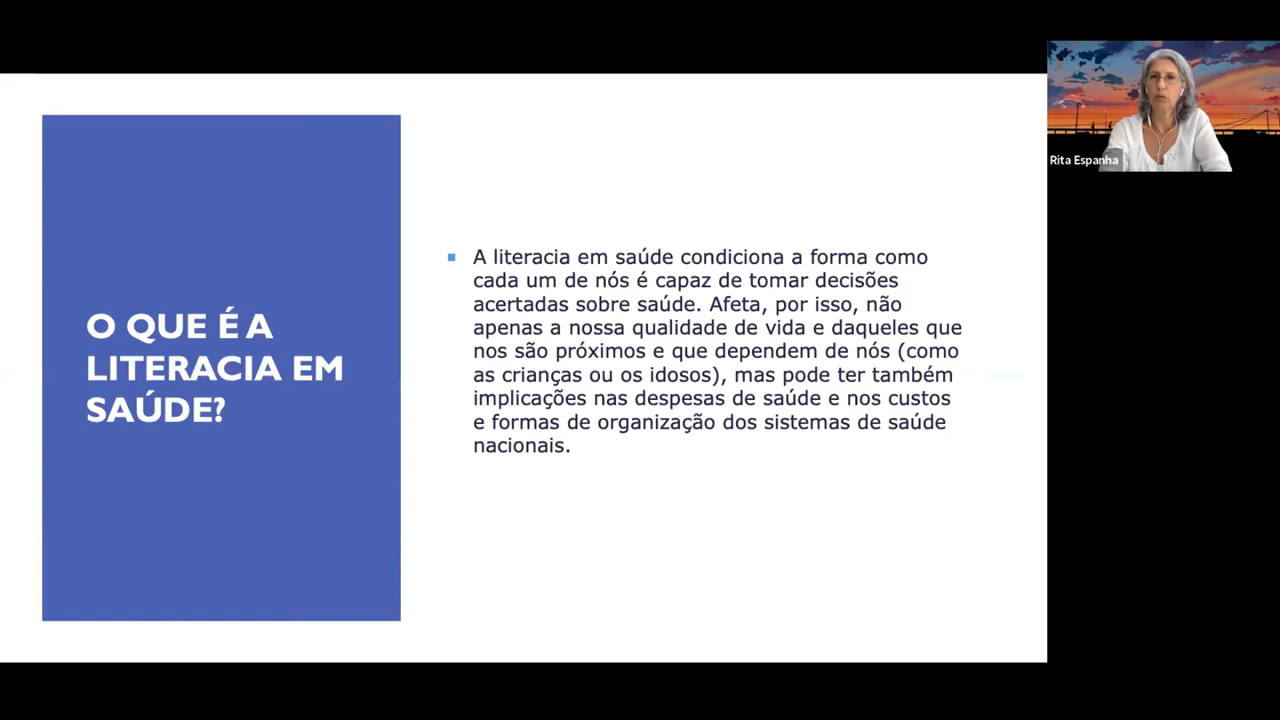 O QUE É A
LITERACIA EM
SAÚDE?
A literacia em saúde condiciona a forma como
cada um de nós é capaz de tomar decisões
acertadas sobre saúde. Afeta, por isso, não
apenas a nossa qualidade de vida e daqueles que
nos são próximos e que dependem de nós (como
as crianças ou os idosos), mas pode ter também
implicações nas despesas de saúde e nos custos
e formas de organização dos sistemas de saúde
nacionais.
Rita Espanha